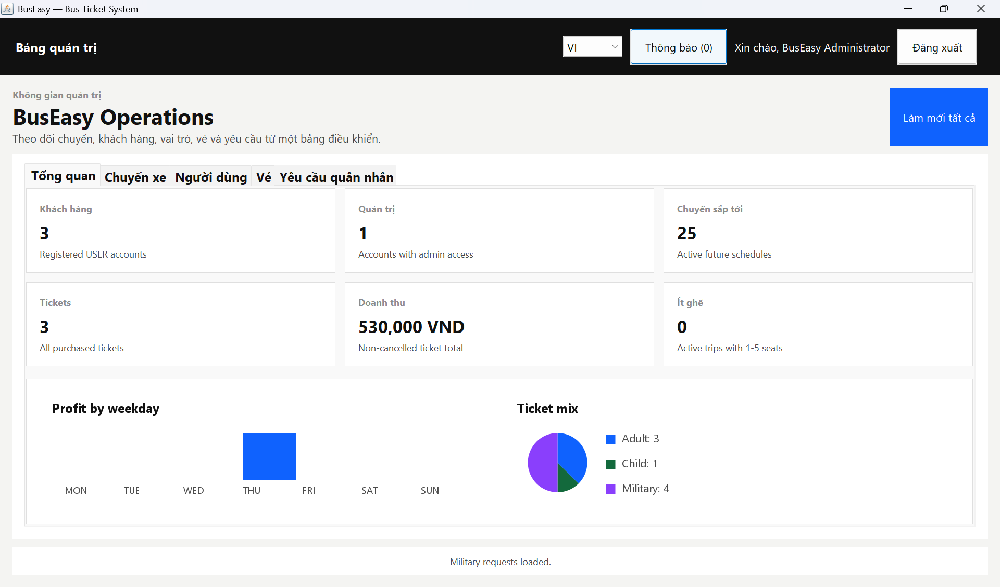 BusEasy — Bus Ticket System
Bảng quản trị
VI
Thông báo (0)
Xin chào, BusEasy Administrator
Đăng xuất
Không gian quản trị
BusEasy Operations
Theo dõi chuyến, khách hàng, vai trò, vé và yêu cầu từ một bảng điều khiển.
Làm mới tất cả
Tổng quan
Chuyến xe
Người dùng
Vé
Yêu cầu quân nhân
Khách hàng
3
Registered USER accounts
Quản trị
1
Accounts with admin access
Chuyến sắp tới
25
Active future schedules
Tickets
3
All purchased tickets
Doanh thu
530,000 VND
Non-cancelled ticket total
Ít ghế
0
Active trips with 1-5 seats
Profit by weekday
MON
TUE
WED
THU
FRI
SAT
SUN
Ticket mix
Adult: 3
Child: 1
Military: 4
Military requests loaded.